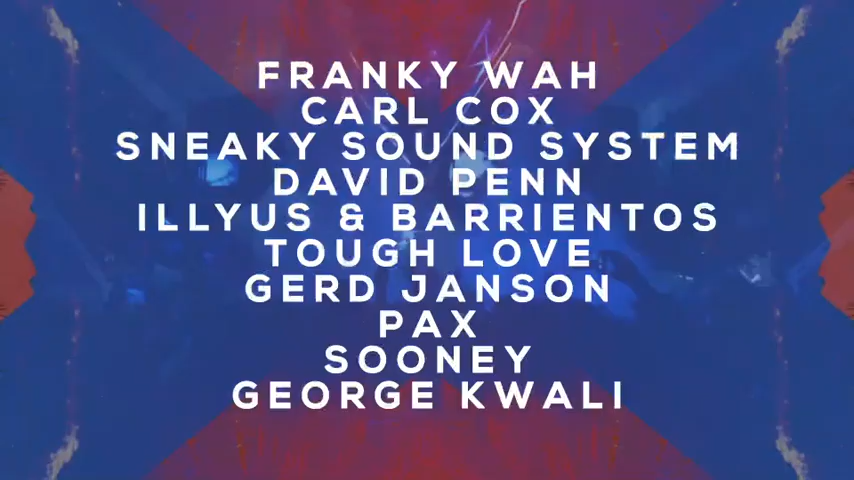 FRANKY WAH
CARL COX
SNEAKY SOUND SYSTEM
DAVID PENN
ILLYUS & BARRIENTOS
TOUGH LOVE
GERD JANSON
PAX
SOONEY
GEORGE KWALI